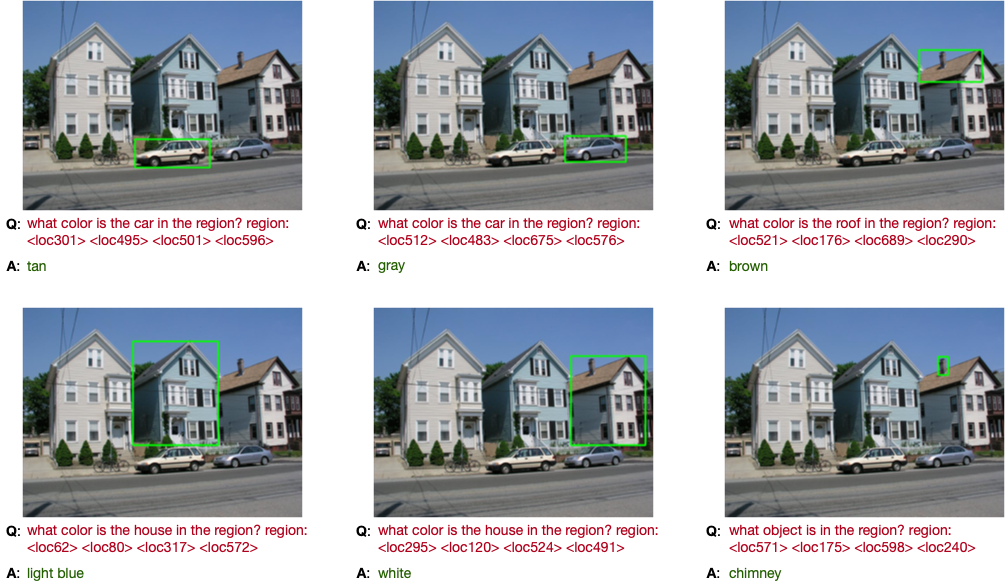 Q: what color is the car in the region? region:
<loc301> <loc495> <loc501> <loc596>
A: tan
Q: what color is the car in the region? region:
<loc512> <loc483> <loc675> <loc576>
A: gray
Q: what color is the roof in the region? region:
<loc521> <loc176> <loc689> <loc290>
A: brown
Q: what color is the house in the region? region:
<loc62> <loc80> <loc317> <loc572>
A: light blue
Q: what color is the house in the region? region:
<loc295> <loc120> <loc524> <loc491>
A: white
Q: what object is in the region? region:
<loc571> <loc175> <loc598> <loc240>
A: chimney